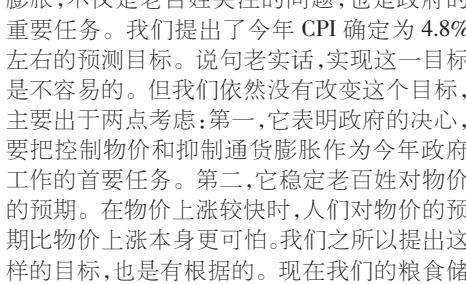 膨胀,不仅是老百姓关注的问题,也是政府的
重要任务。我们提出了今年 CPI 确定为 4.8%
左右的预测目标。说句老实话,实现这一目标
是不容易的。但我们依然没有改变这个目标,
主要出于两点考虑:第一,它表明政府的决心,
要把控制物价和抑制通货膨胀作为今年政府
工作的首要任务。第二,它稳定老百姓对物价
的预期。在物价上涨较快时,人们对物价的预
期比物价上涨本身更可怕。我们之所以提出这
样的目标,也是有根据的。现在我们的粮食储